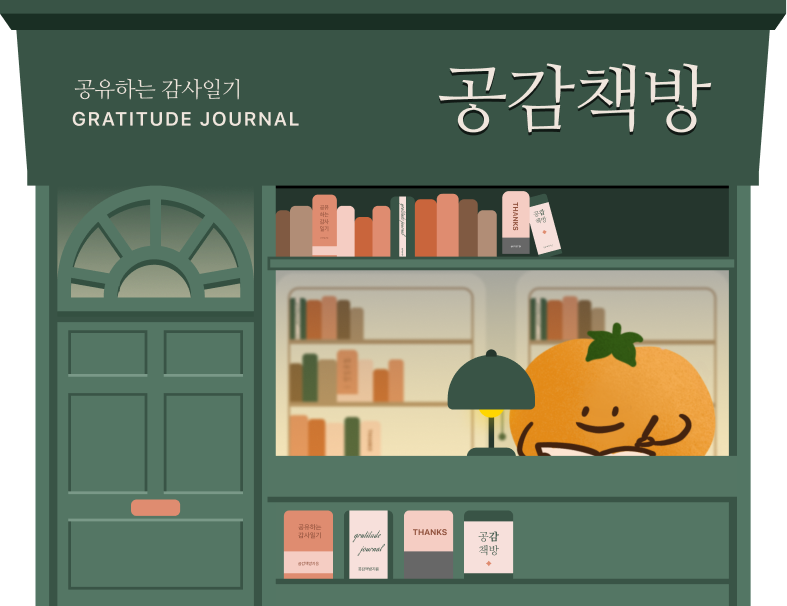 공유하는 감사일기
GRATITUDE JOURNAL
공감책방
공유
하는
감사
일기
gratitude journal
THANKS
공감
책방
공유하는
감사일기
gratitude
journal
THANKS
공감
책방